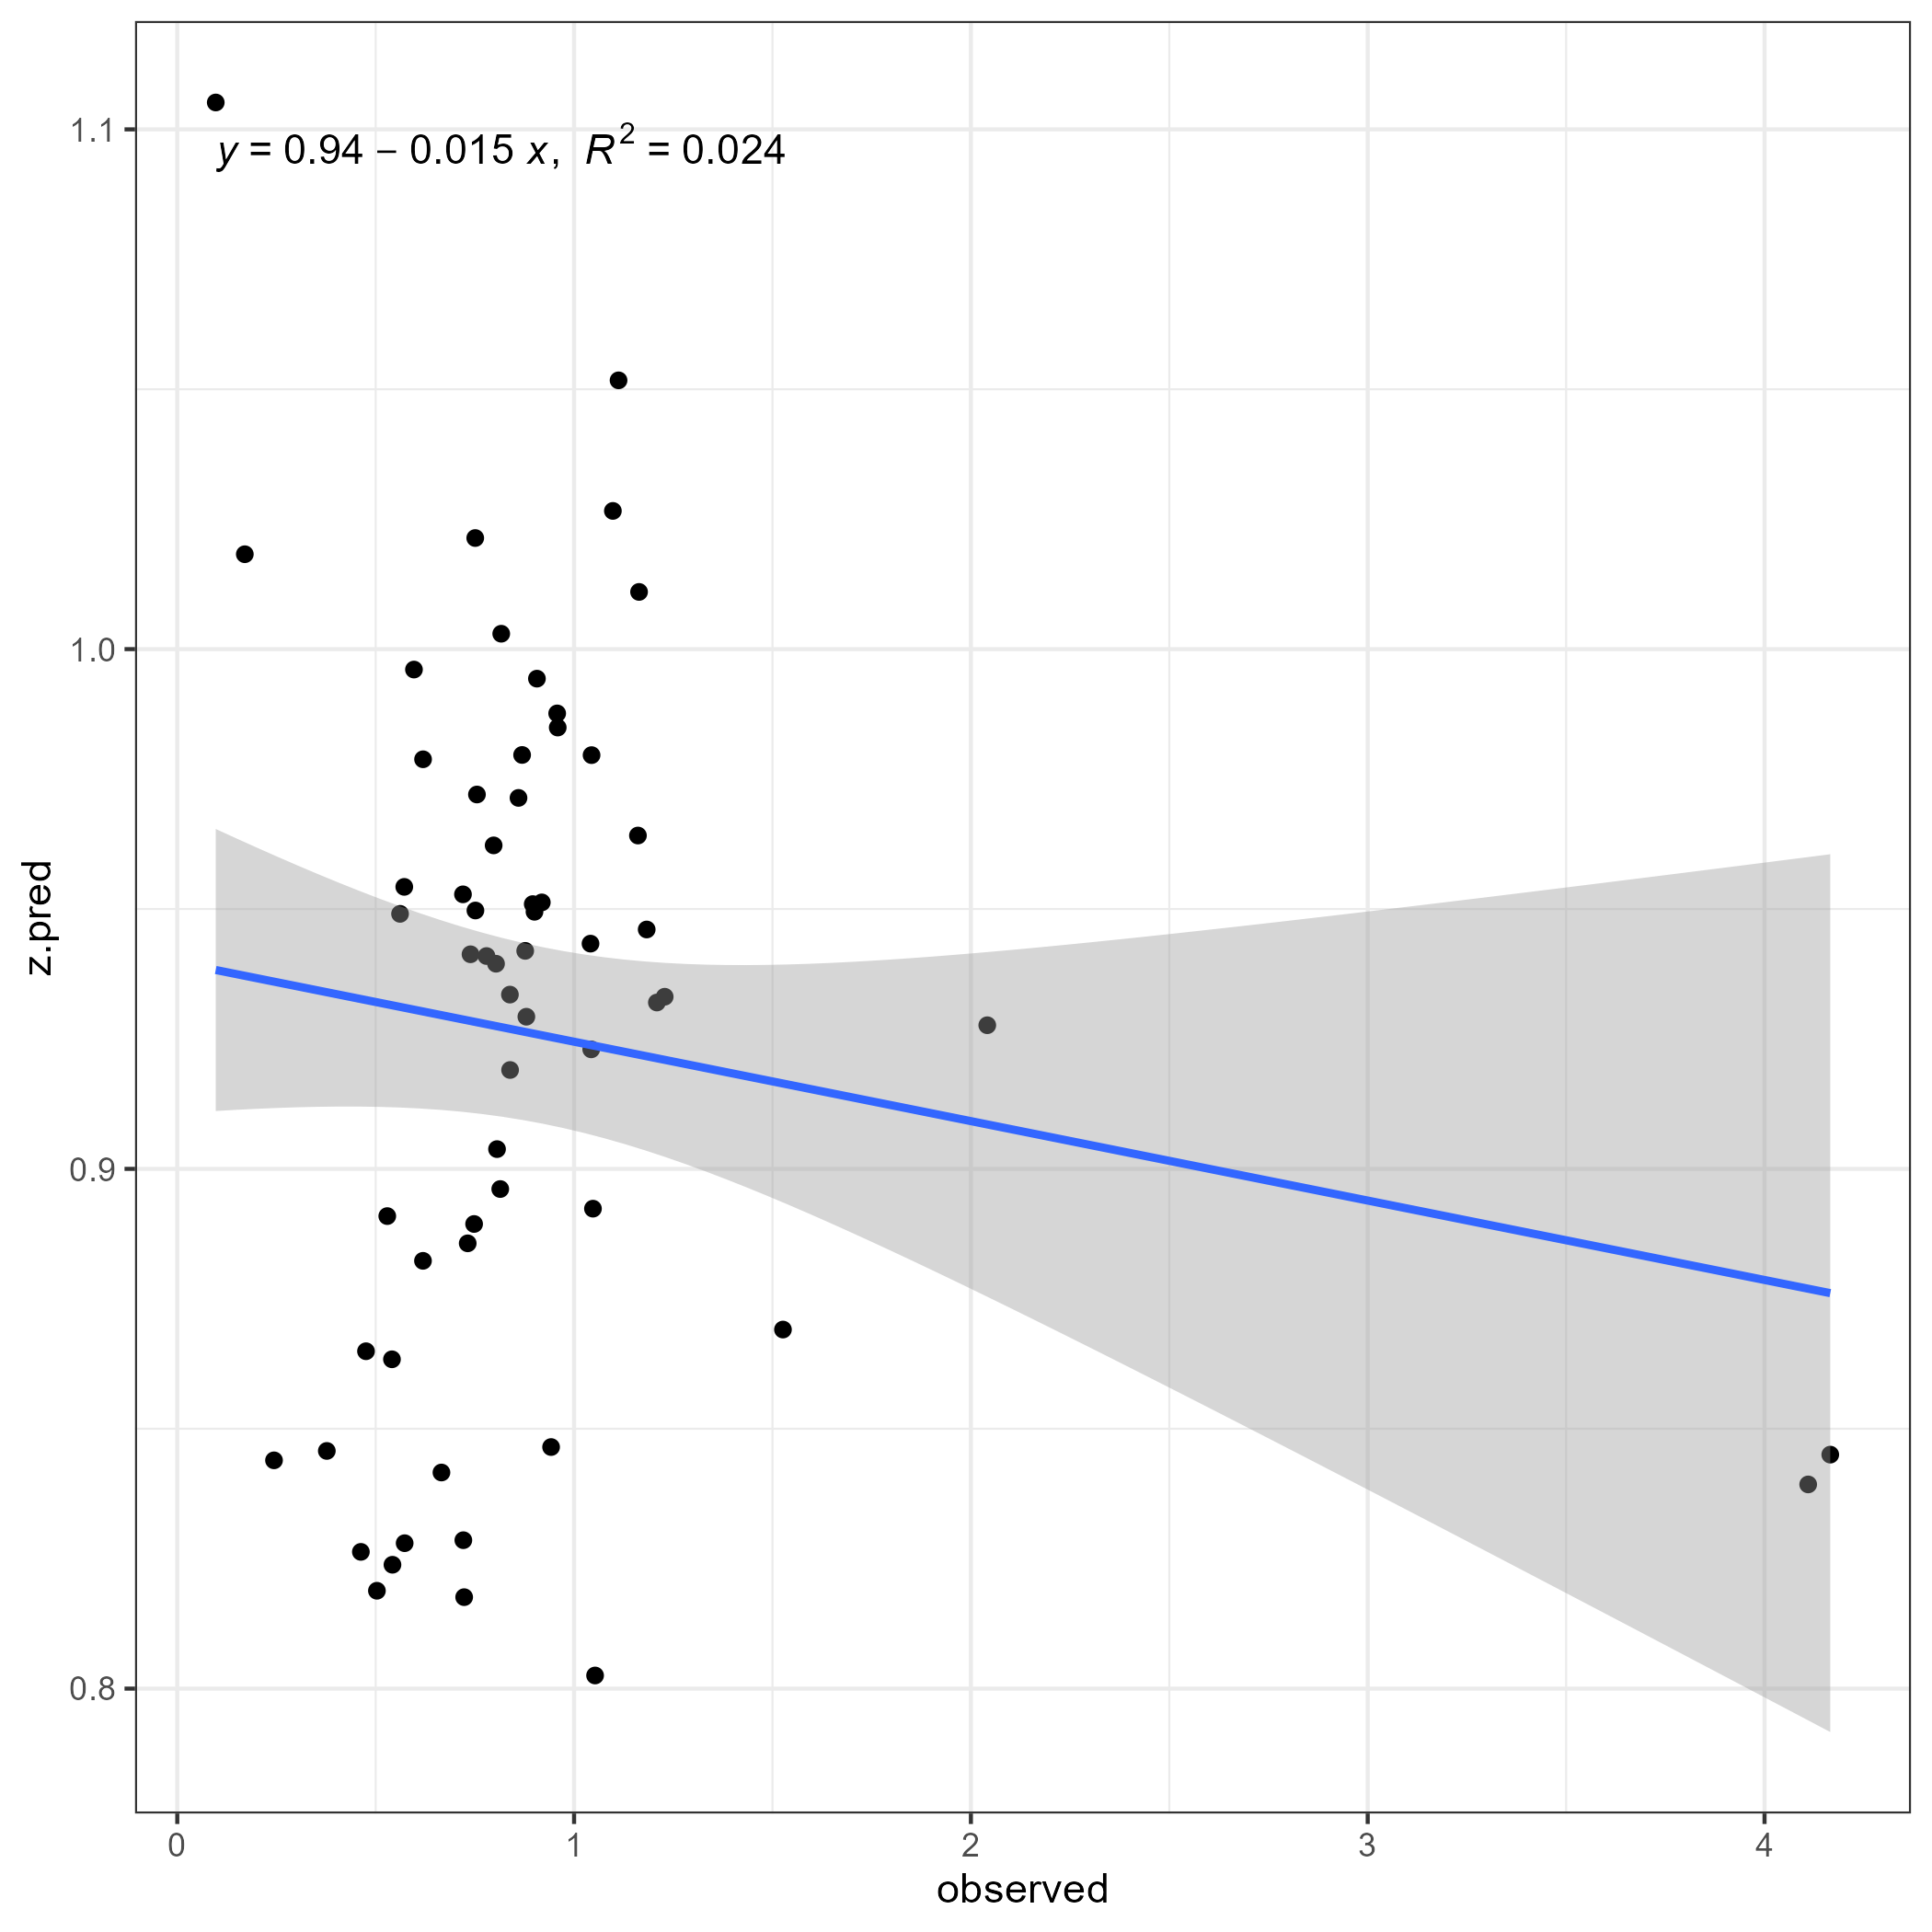 1.1
y = 0.94 − 0.015 x, R² = 0.024
1.0
z.pred
0.9
0.8
0 1 2 3 4
observed